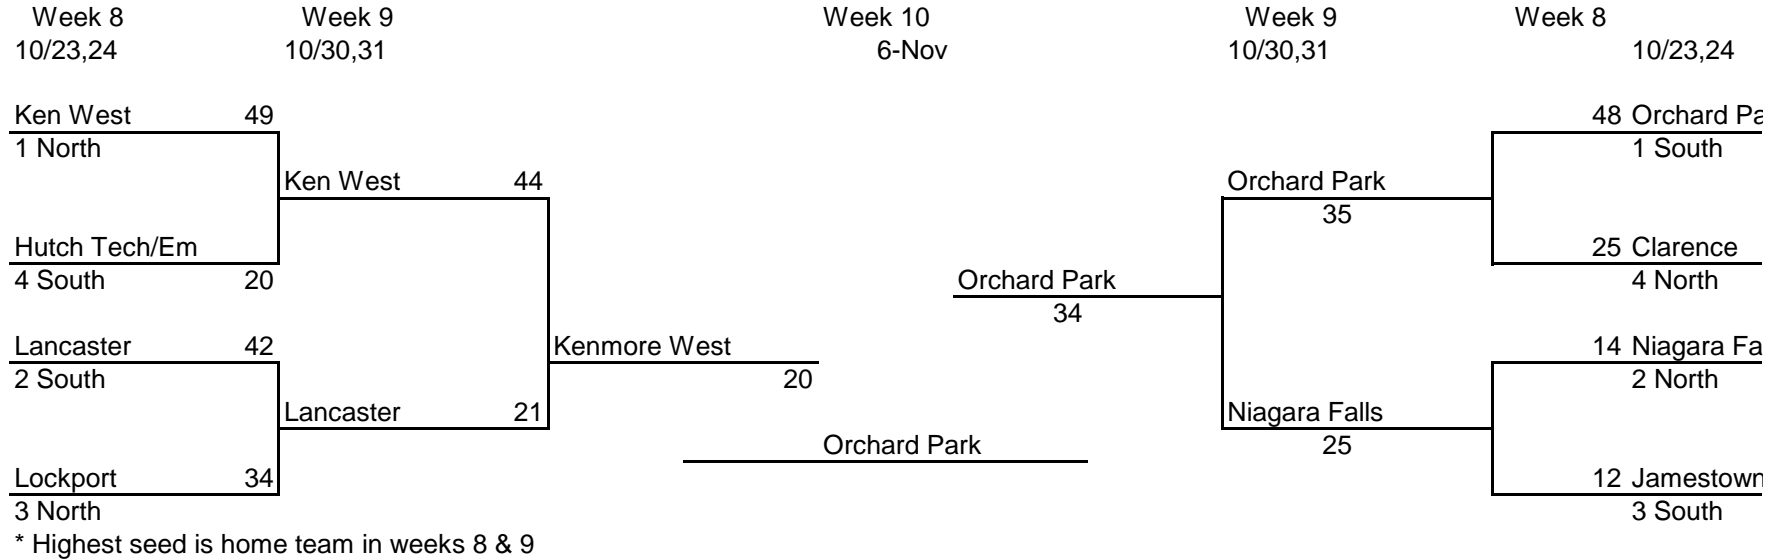 Week 8 Week 9 Week 10 Week 9 Week 8
10/23,24 10/30,31 6-Nov 10/30,31 10/23,24
Ken West 49 48 Orchard Pa
1 North 1 South
Ken West 44 Orchard Park
35
Hutch Tech/Em 25 Clarence
4 South 20 Orchard Park 4 North
34
Lancaster 42 Kenmore West 14 Niagara Fa
2 South 20 2 North
Lancaster 21 Niagara Falls
Orchard Park 25
Lockport 34 12 Jamestown
3 North 3 South
* Highest seed is home team in weeks 8 & 9